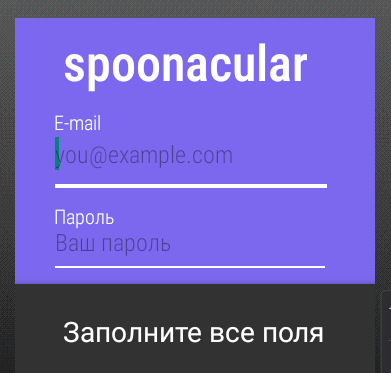 spoonacular
E-mail
you@example.com
Пароль
Ваш пароль
Заполните все поля